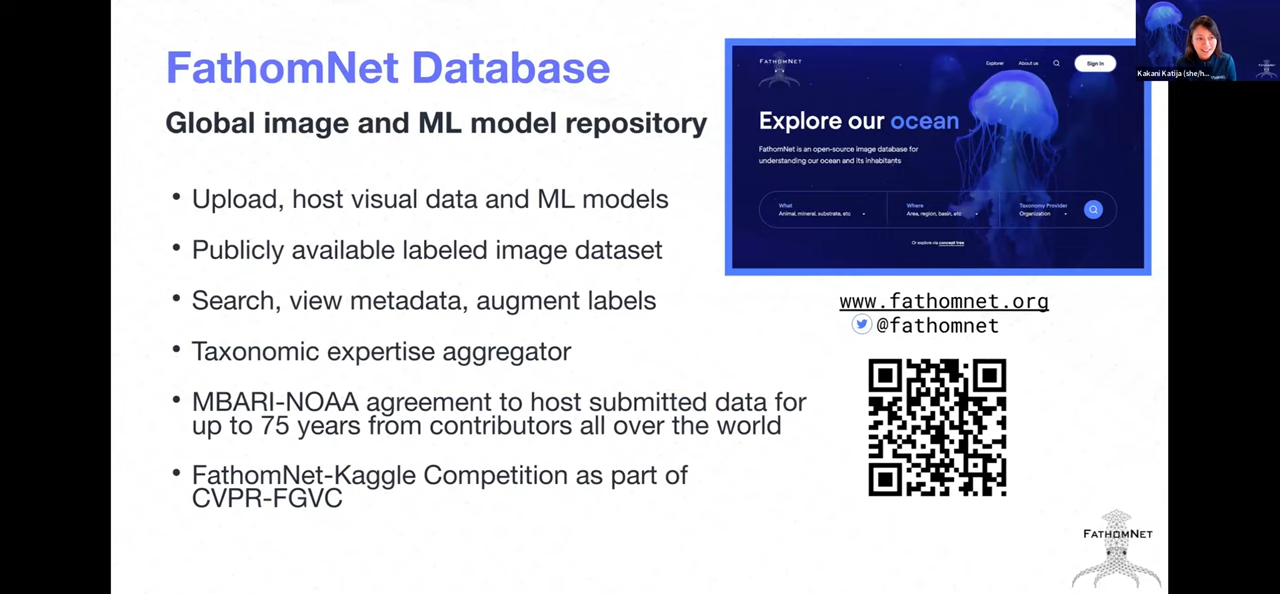 FathomNet Database
Global image and ML model repository
• Upload, host visual data and ML models
• Publicly available labeled image dataset
• Search, view metadata, augment labels
• Taxonomic expertise aggregator
• MBARI-NOAA agreement to host submitted data for
up to 75 years from contributors all over the world
• FathomNet-Kaggle Competition as part of
CVPR-FGVC
FATHOMNET
Explorer About us Sign In
Explore our ocean
FathomNet is an open-source image database for
understanding our ocean and its inhabitants
What Where Taxonomy Provider
Animal, mineral, substrate, etc Area, region, basin, etc Organization
Or explore via concept tree
www.fathomnet.org
@fathomnet
Kakani Katija (she/h...
FATHOMNET